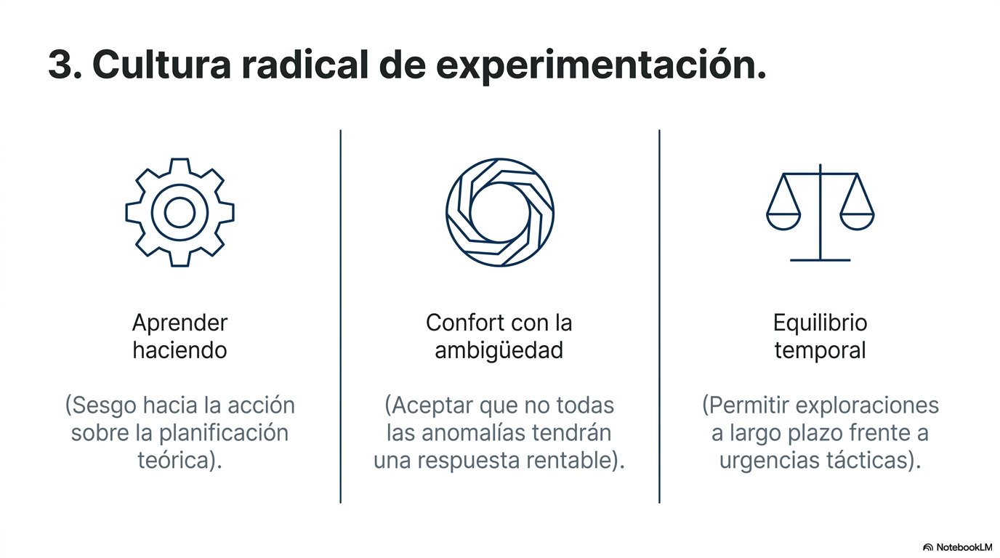 3. Cultura radical de experimentación.
Aprender
haciendo
(Sesgo hacia la acción
sobre la planificación
teórica).
Confort con la
ambigüedad
(Aceptar que no todas
las anomalías tendrán
una respuesta rentable).
Equilibrio
temporal
(Permitir exploraciones
a largo plazo frente a
urgencias tácticas).
NotebookLM